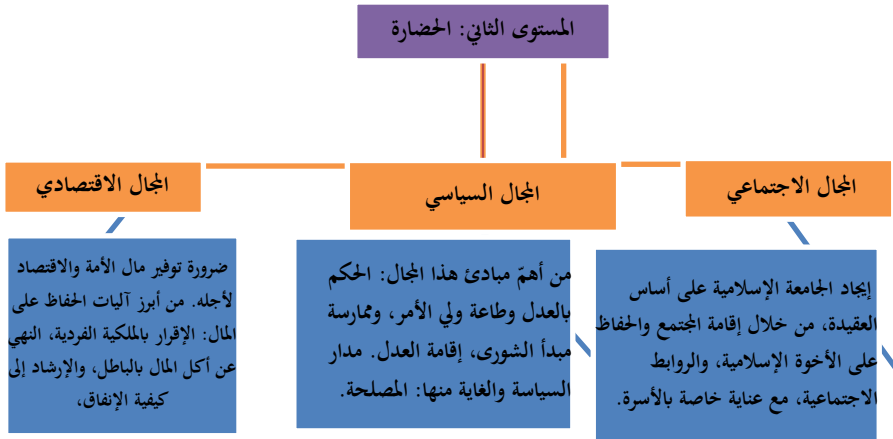 المستوى الثاني: الحضارة
المجال الاجتماعي
المجال السياسي
المجال الاقتصادي
إيجاد الجامعة الإسلامية على أساس
العقيدة، من خلال إقامة المجتمع والحفاظ
على الأخوة الإسلامية، والروابط
الاجتماعية، مع عناية خاصة بالأسرة.
من أهمّ مبادئ هذا المجال: الحكم
بالعدل وطاعة ولي الأمر، وممارسة
مبدأ الشورى، إقامة العدل. مدار
السياسة والغاية منها: المصلحة.
ضرورة توفير مال الأمة والاقتصاد
لأجله. من أبرز آليات الحفاظ على
المال: الإقرار بالملكية الفردية، النهي
عن أكل المال بالباطل، والإرشاد إلى
كيفية الإنفاق،